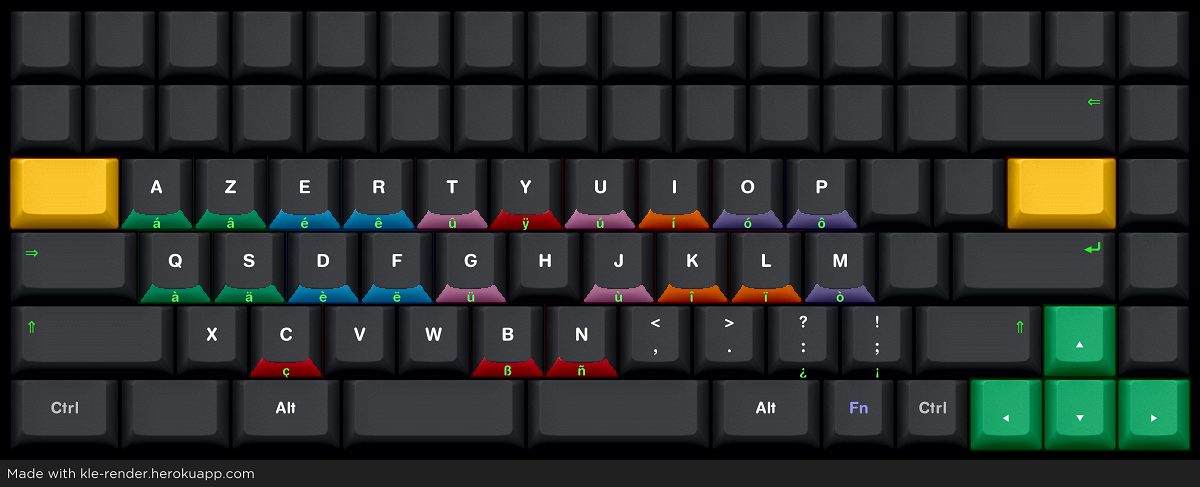 ⇐
A Z E R T Y U I O P
á â é ê û ÿ ú í ó ô
⇒ Q S D F G H J K L M ↵
à ä è ë ü ù î ï ò
⇑ X C V W B N < > ? ! ⇑ ▲
, . : ;
ç ß ñ ¿ ¡
Ctrl Alt Alt Fn Ctrl ◂ ▾ ▸
Made with kle-render.herokuapp.com